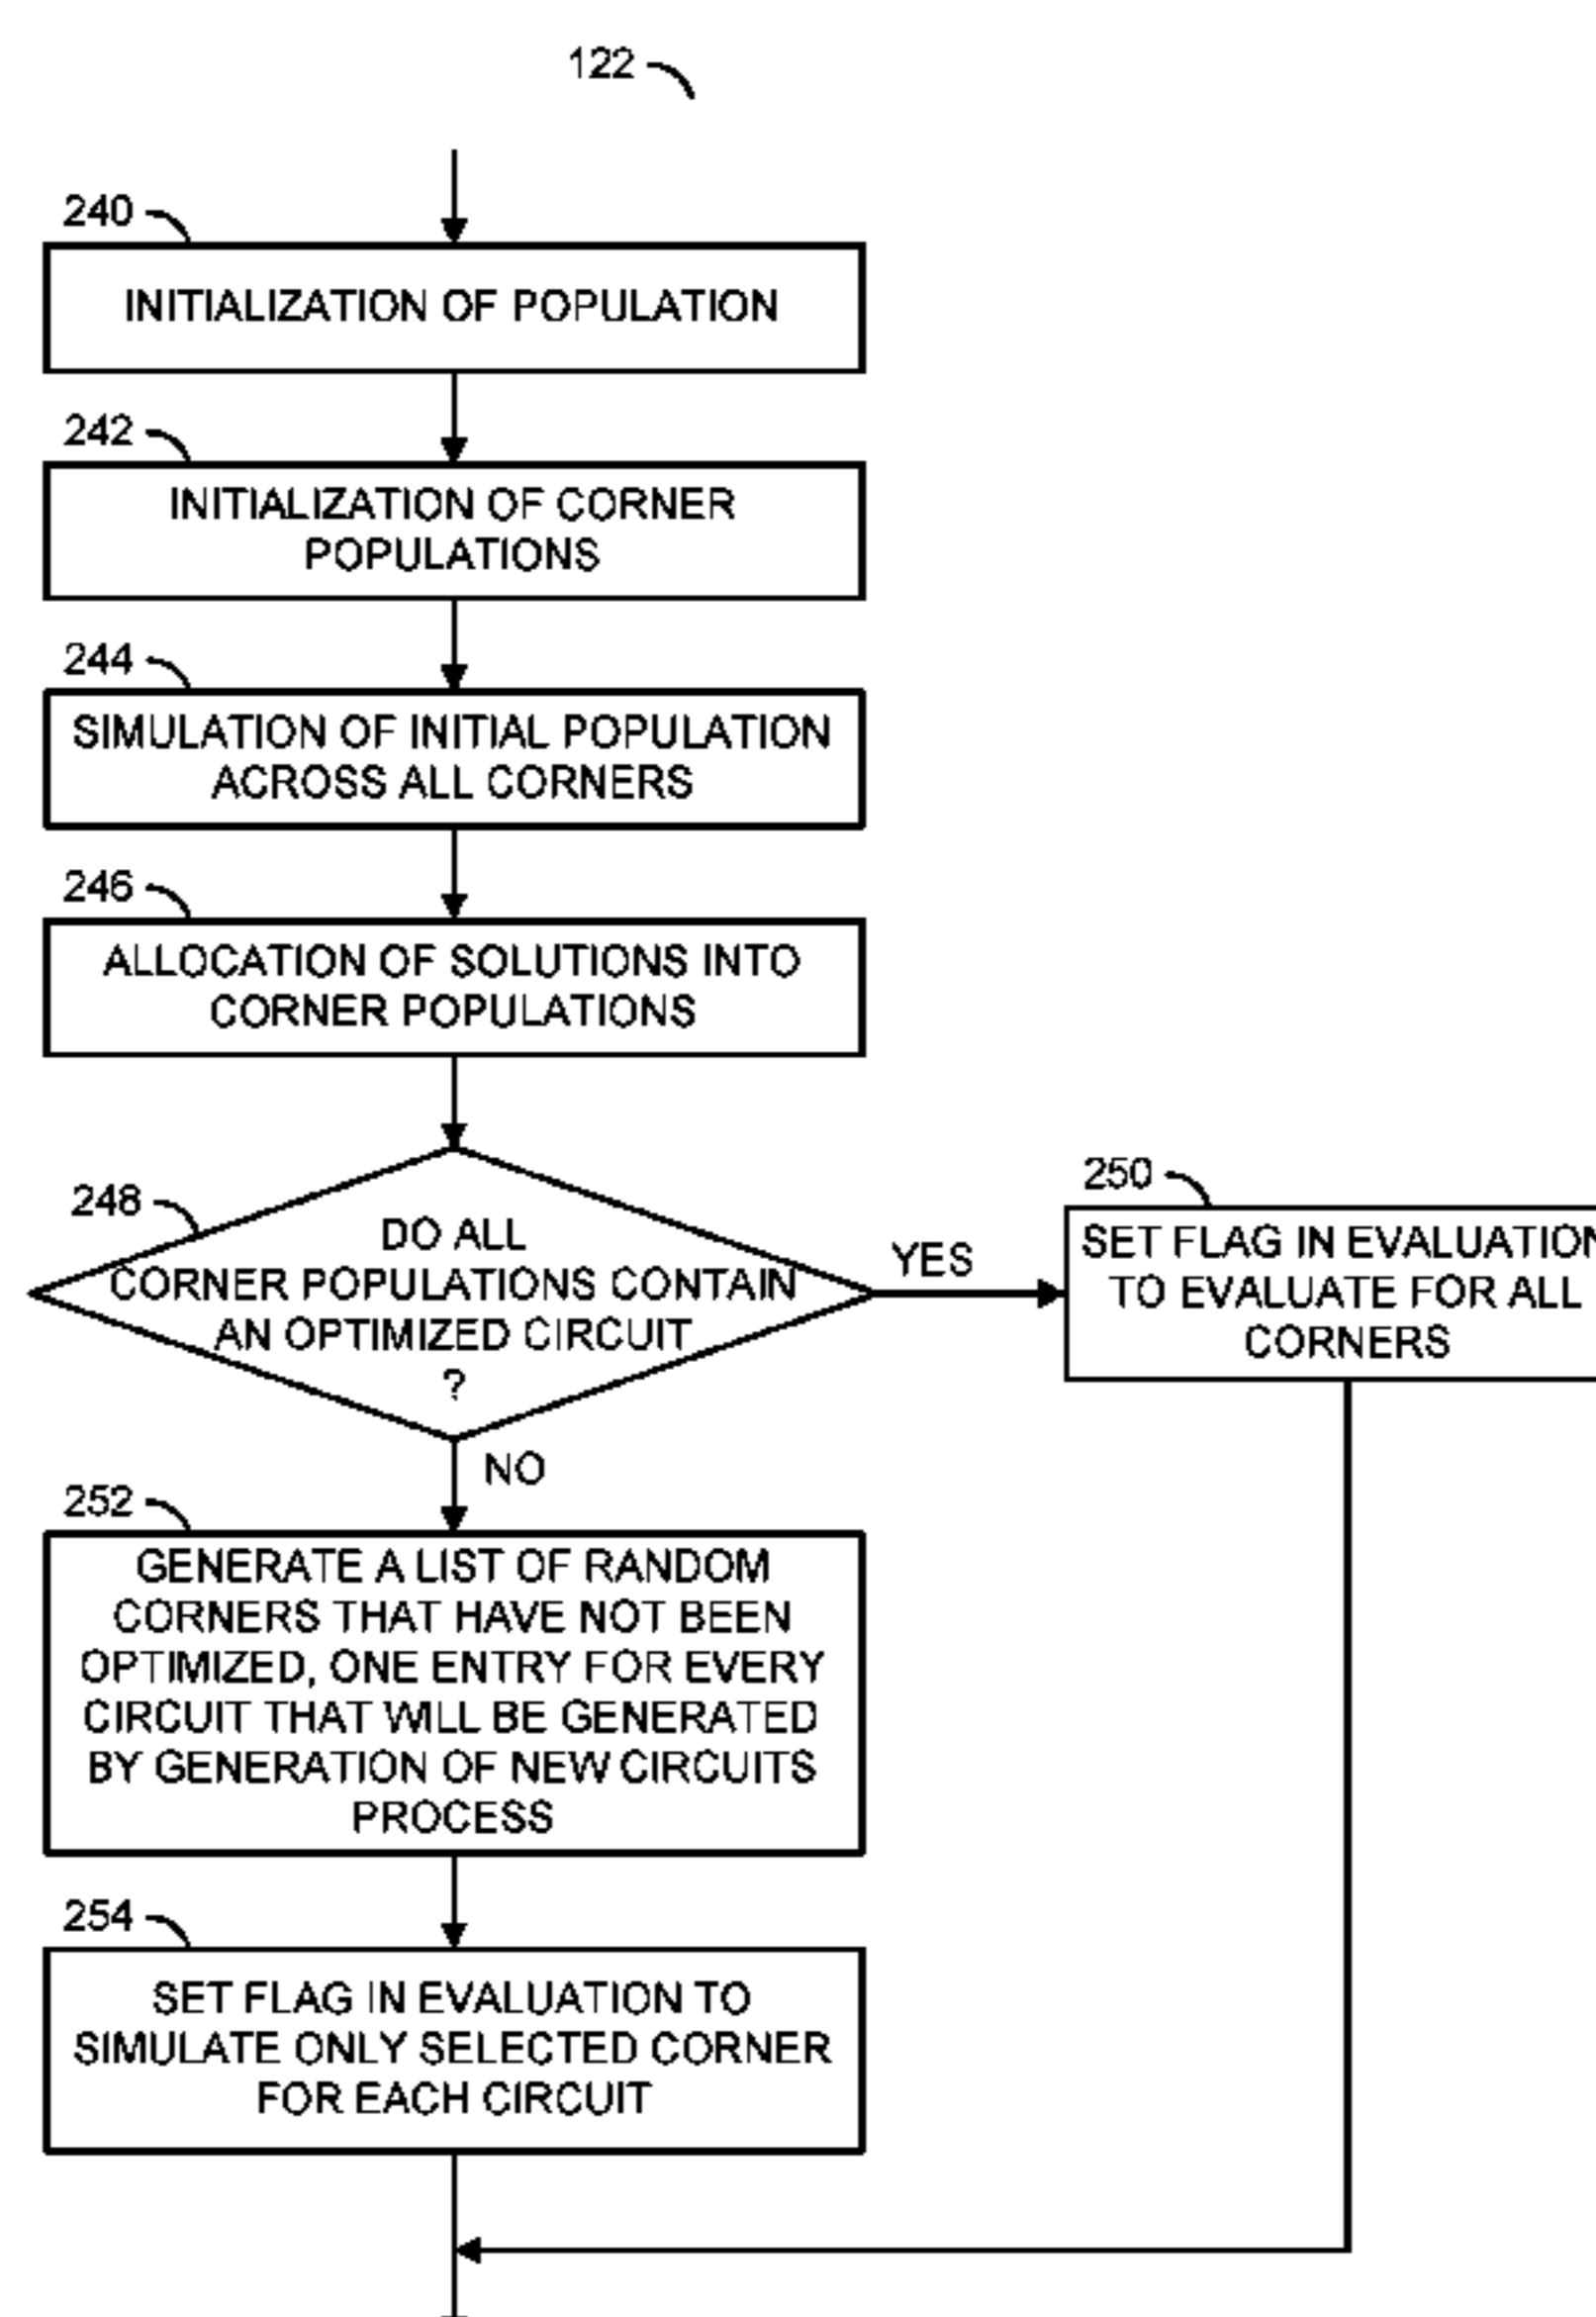 122
240
INITIALIZATION OF POPULATION
242
INITIALIZATION OF CORNER
POPULATIONS
244
SIMULATION OF INITIAL POPULATION
ACROSS ALL CORNERS
246
ALLOCATION OF SOLUTIONS INTO
CORNER POPULATIONS
248
DO ALL
CORNER POPULATIONS CONTAIN
AN OPTIMIZED CIRCUIT
?
YES
250
SET FLAG IN EVALUATION
TO EVALUATE FOR ALL
CORNERS
NO
252
GENERATE A LIST OF RANDOM
CORNERS THAT HAVE NOT BEEN
OPTIMIZED, ONE ENTRY FOR EVERY
CIRCUIT THAT WILL BE GENERATED
BY GENERATION OF NEW CIRCUITS
PROCESS
254
SET FLAG IN EVALUATION TO
SIMULATE ONLY SELECTED CORNER
FOR EACH CIRCUIT